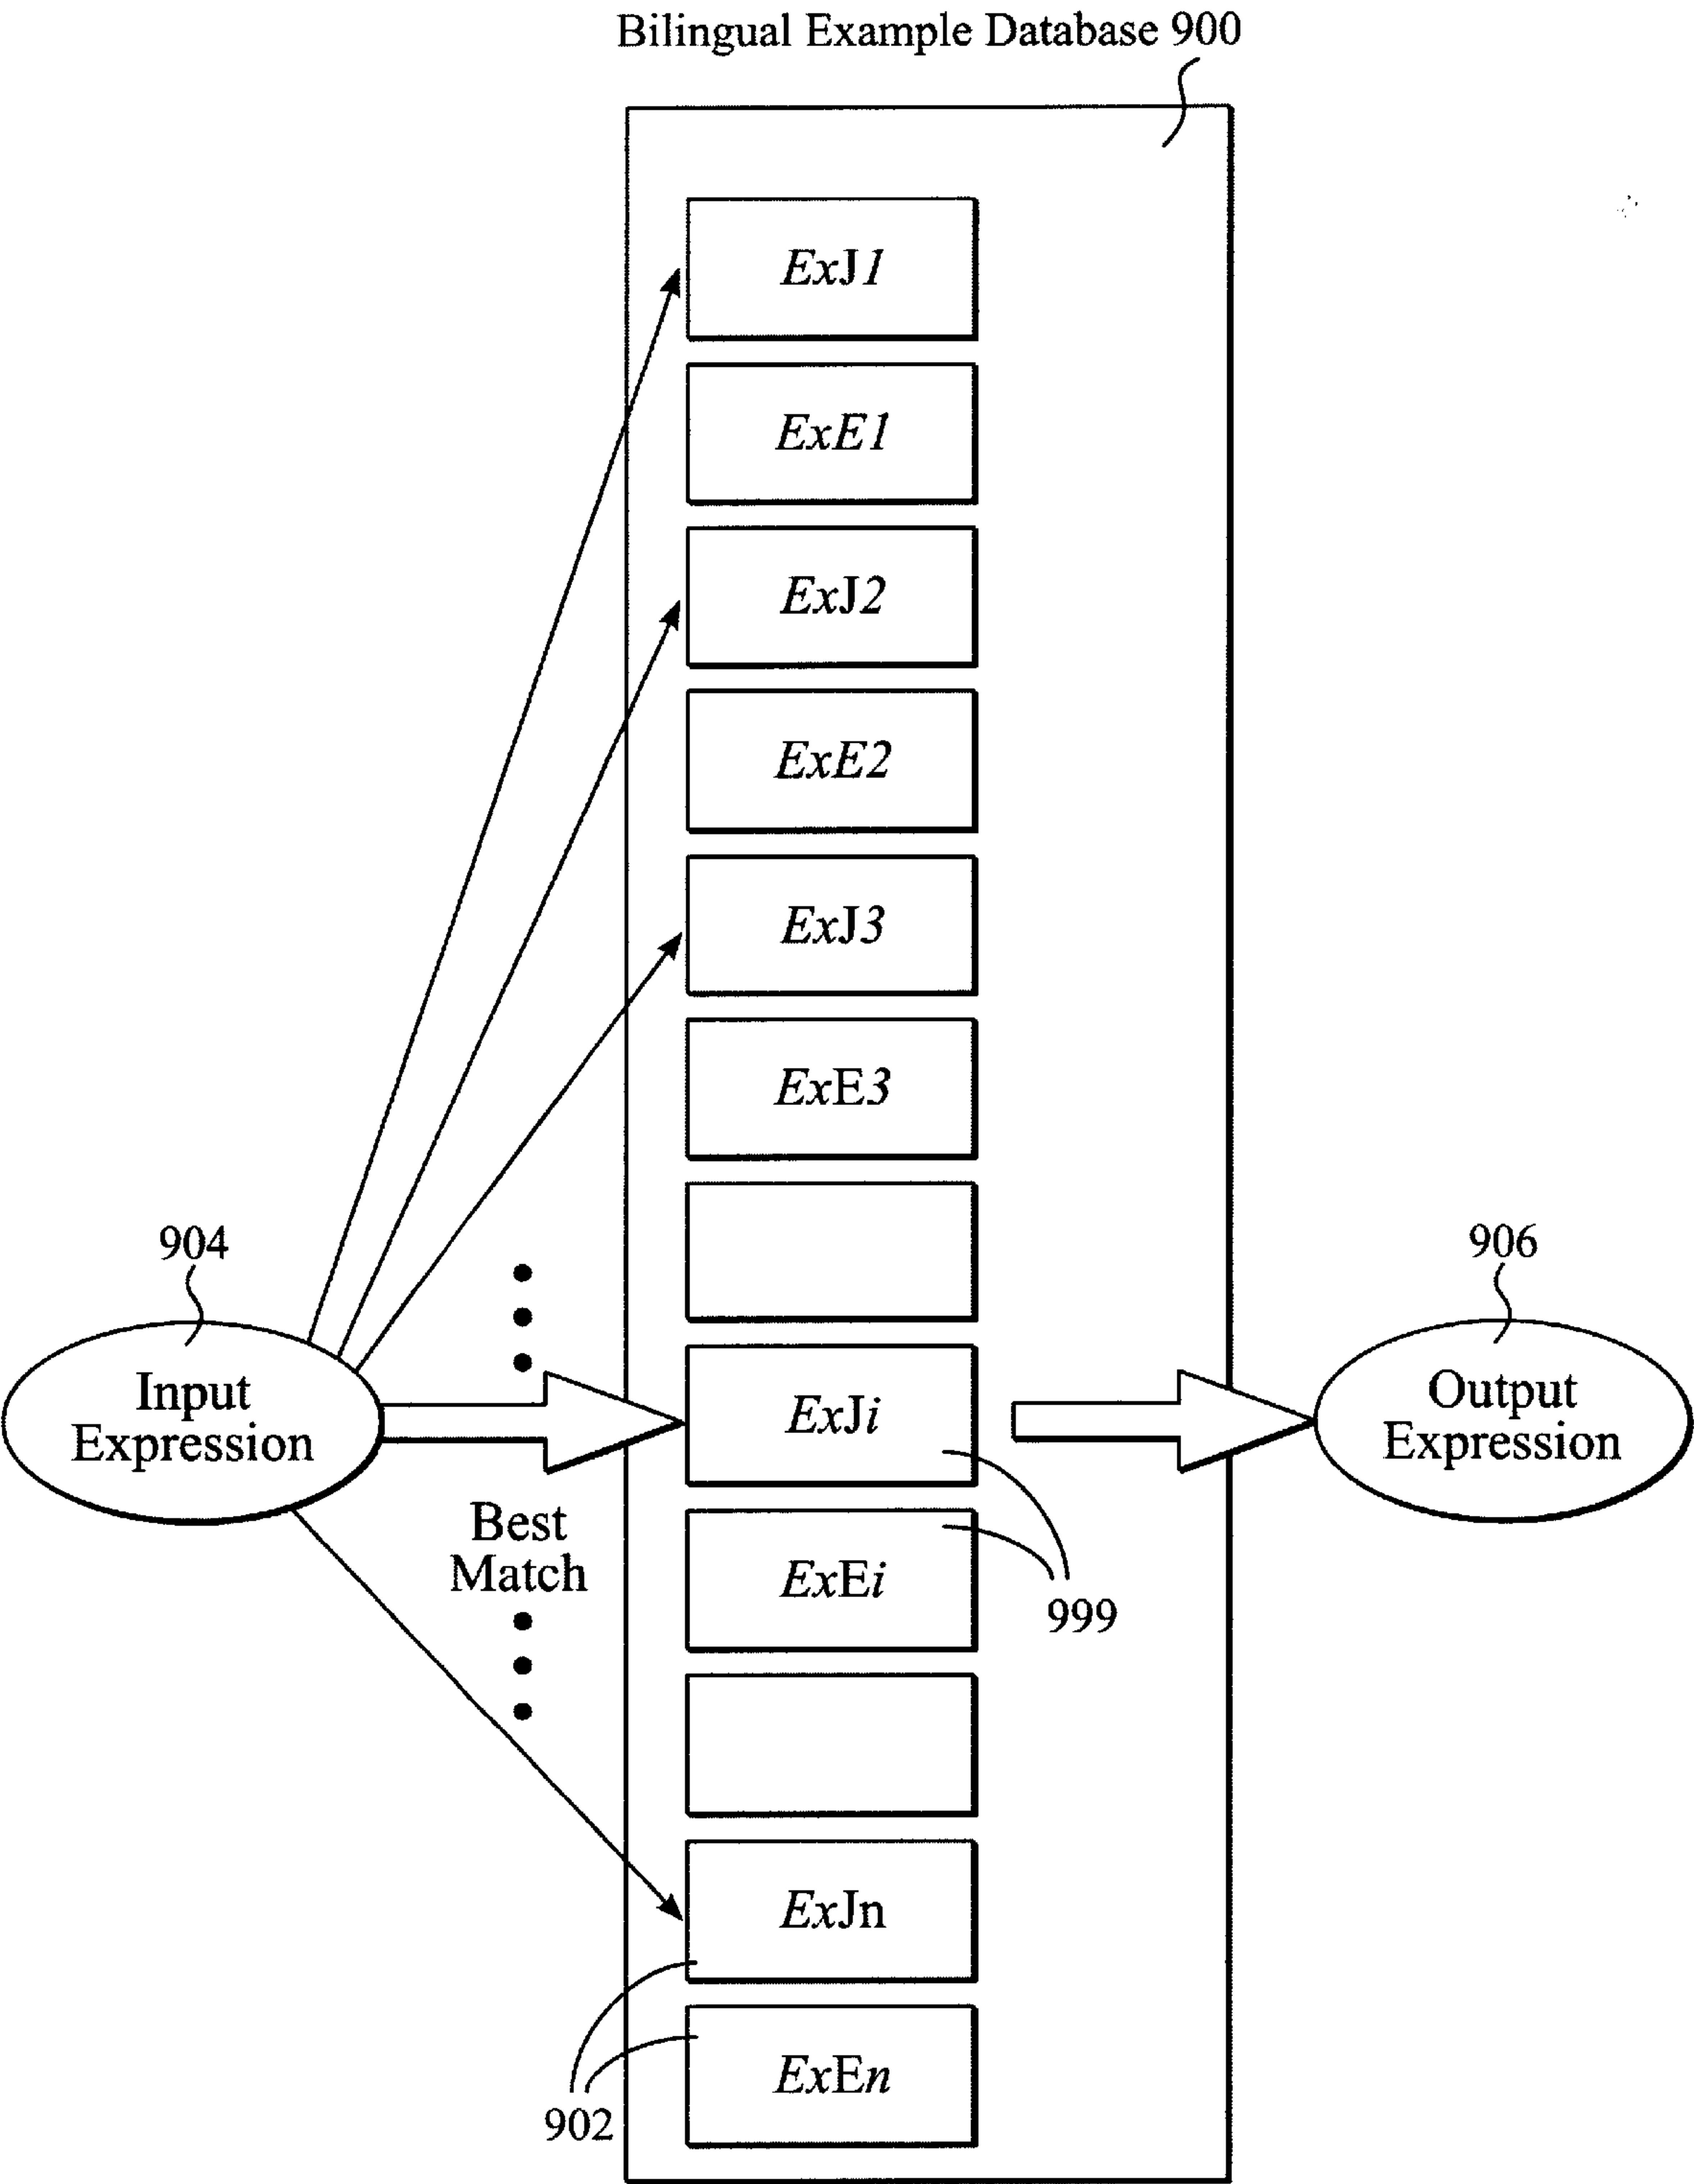 Bilingual Example Database 900
ExJ1
ExE1
ExJ2
ExE2
ExJ3
ExE3
904
906
Input
Expression
ExJi
Output
Expression
Best
Match
ExEi
999
ExJn
ExEn
902